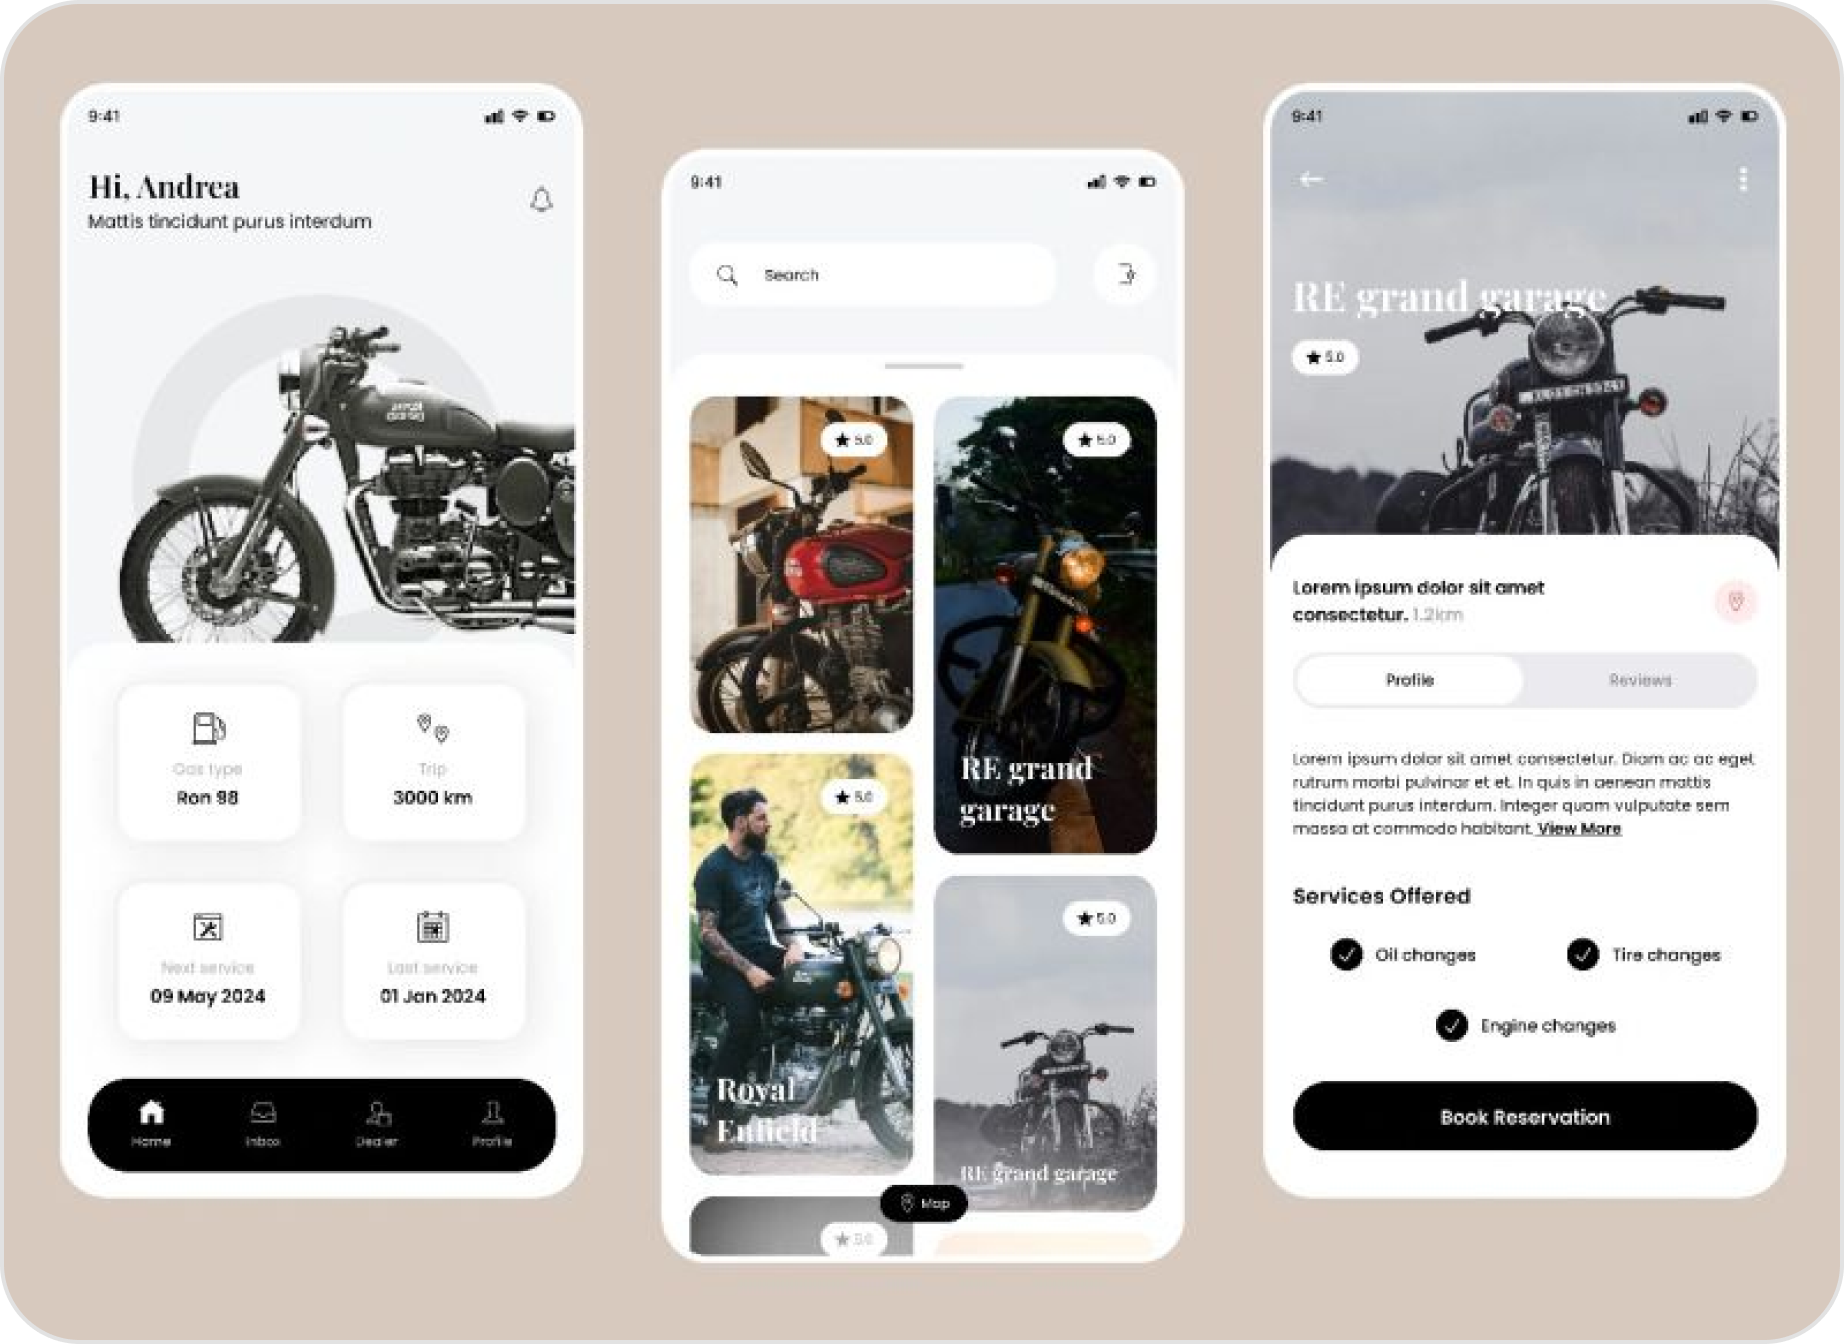 9:41
Hi, Andrea
Mattis tincidunt purus interdum
Gas type
Ron 98
Trip
3000 km
Next service
09 May 2024
Last service
01 Jan 2024
Home
Inbox
Dealer
Profile
9:41
Search
5.0
5.0
RE grand
garage
5.0
Royal
Enfield
5.0
RE grand garage
Map
5.0
9:41
RE grand garage
5.0
Lorem ipsum dolor sit amet
consectetur. 1.2km
Profile
Reviews
Lorem ipsum dolor sit amet consectetur. Diam ac ac eget
rutrum morbi pulvinar et et. In quis in aenean mattis
tincidunt purus interdum. Integer quam vulputate sem
massa at commodo habitant. View More
Services Offered
Oil changes
Tire changes
Engine changes
Book Reservation